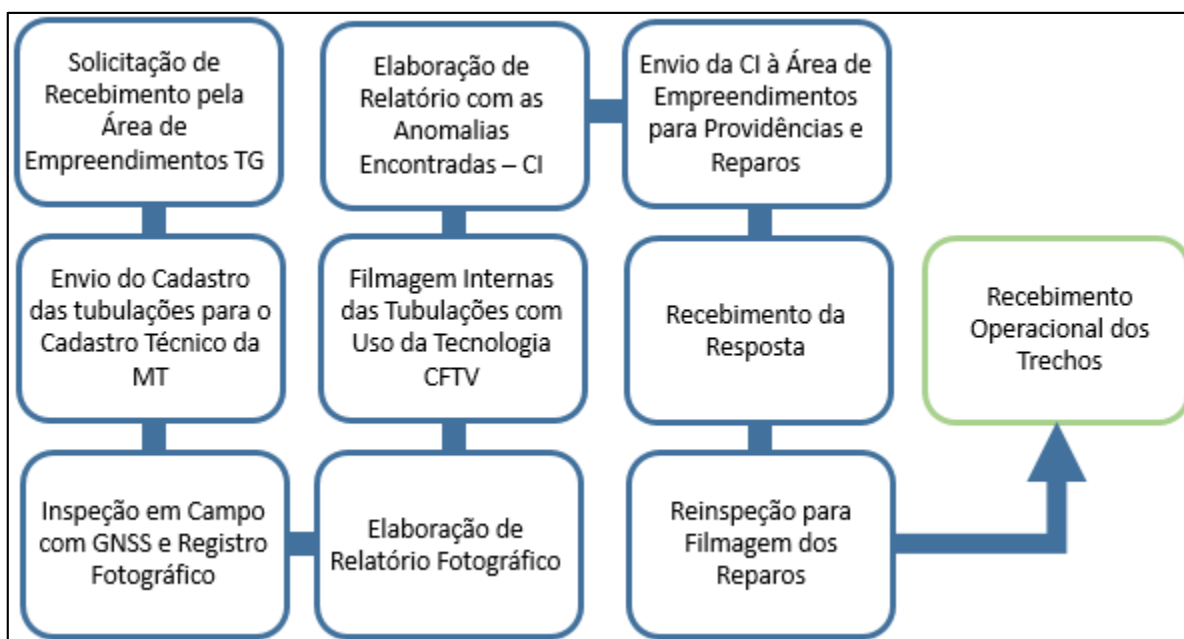 Solicitação de
Recebimento pela
Área de
Empreendimentos TG
Envio do Cadastro
das tubulações para o
Cadastro Técnico da
MT
Inspeção em Campo
com GNSS e Registro
Fotográfico
Elaboração de
Relatório Fotográfico
Filmagem Internas
das Tubulações com
Uso da Tecnologia
CFTV
Elaboração de
Relatório com as
Anomalias
Encontradas – CI
Envio da CI à Área de
Empreendimentos
para Providências e
Reparos
Recebimento da
Resposta
Reinspeção para
Filmagem dos
Reparos
Recebimento
Operacional dos
Trechos